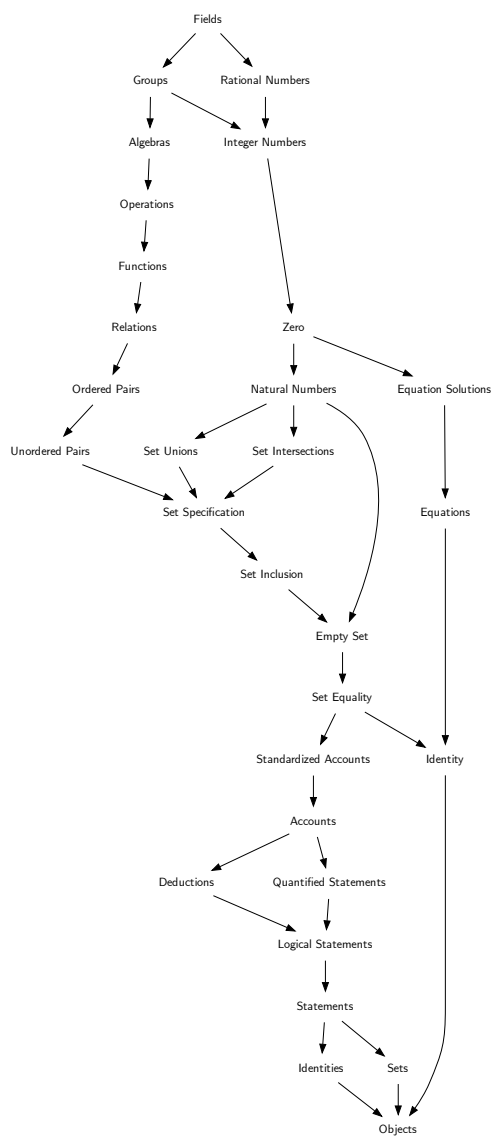 Fields
Groups
Rational Numbers
Algebras
Integer Numbers
Operations
Functions
Relations
Zero
Ordered Pairs
Natural Numbers
Equation Solutions
Unordered Pairs
Set Unions
Set Intersections
Set Specification
Equations
Set Inclusion
Empty Set
Set Equality
Standardized Accounts
Identity
Accounts
Deductions
Quantified Statements
Logical Statements
Statements
Identities
Sets
Objects